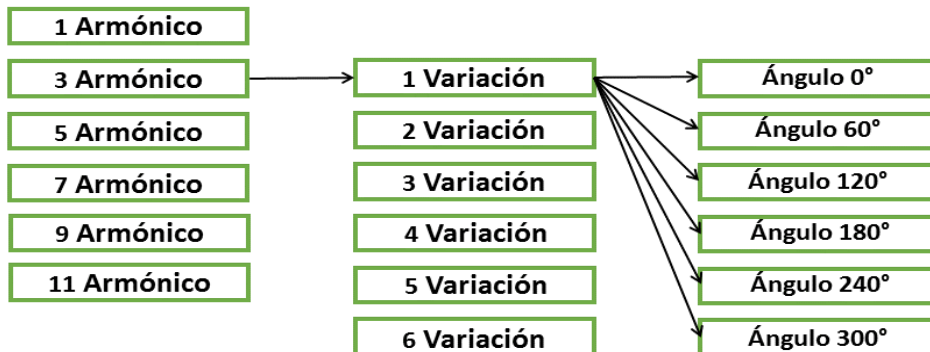 1 Armónico
3 Armónico
5 Armónico
7 Armónico
9 Armónico
11 Armónico
1 Variación
2 Variación
3 Variación
4 Variación
5 Variación
6 Variación
Ángulo 0°
Ángulo 60°
Ángulo 120°
Ángulo 180°
Ángulo 240°
Ángulo 300°